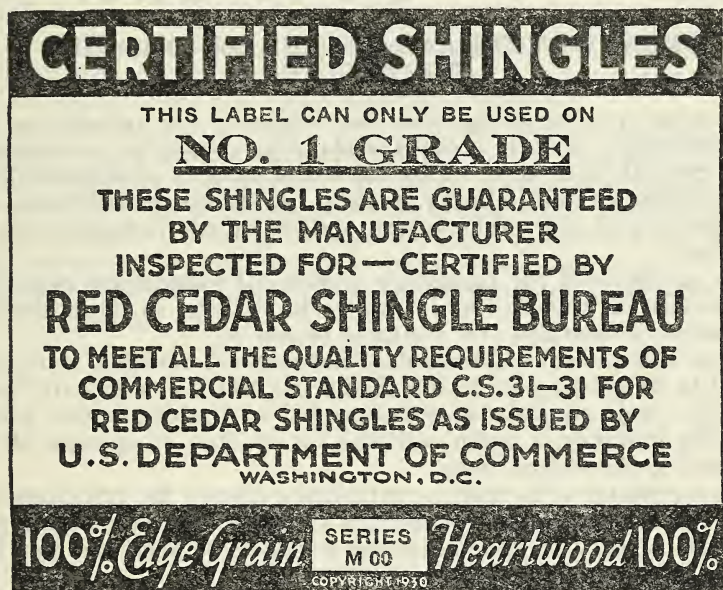 CERTIFIED SHINGLES
THIS LABEL CAN ONLY BE USED ON
NO. 1 GRADE
THESE SHINGLES ARE GUARANTEED
BY THE MANUFACTURER
INSPECTED FOR—CERTIFIED BY
RED CEDAR SHINGLE BUREAU
TO MEET ALL THE QUALITY REQUIREMENTS OF
COMMERCIAL STANDARD C.S. 31-31 FOR
RED CEDAR SHINGLES AS ISSUED BY
U.S. DEPARTMENT OF COMMERCE
WASHINGTON, D.C.
100% Edge Grain SERIES Heartwood 100%
M 00
COPYRIGHT 1930